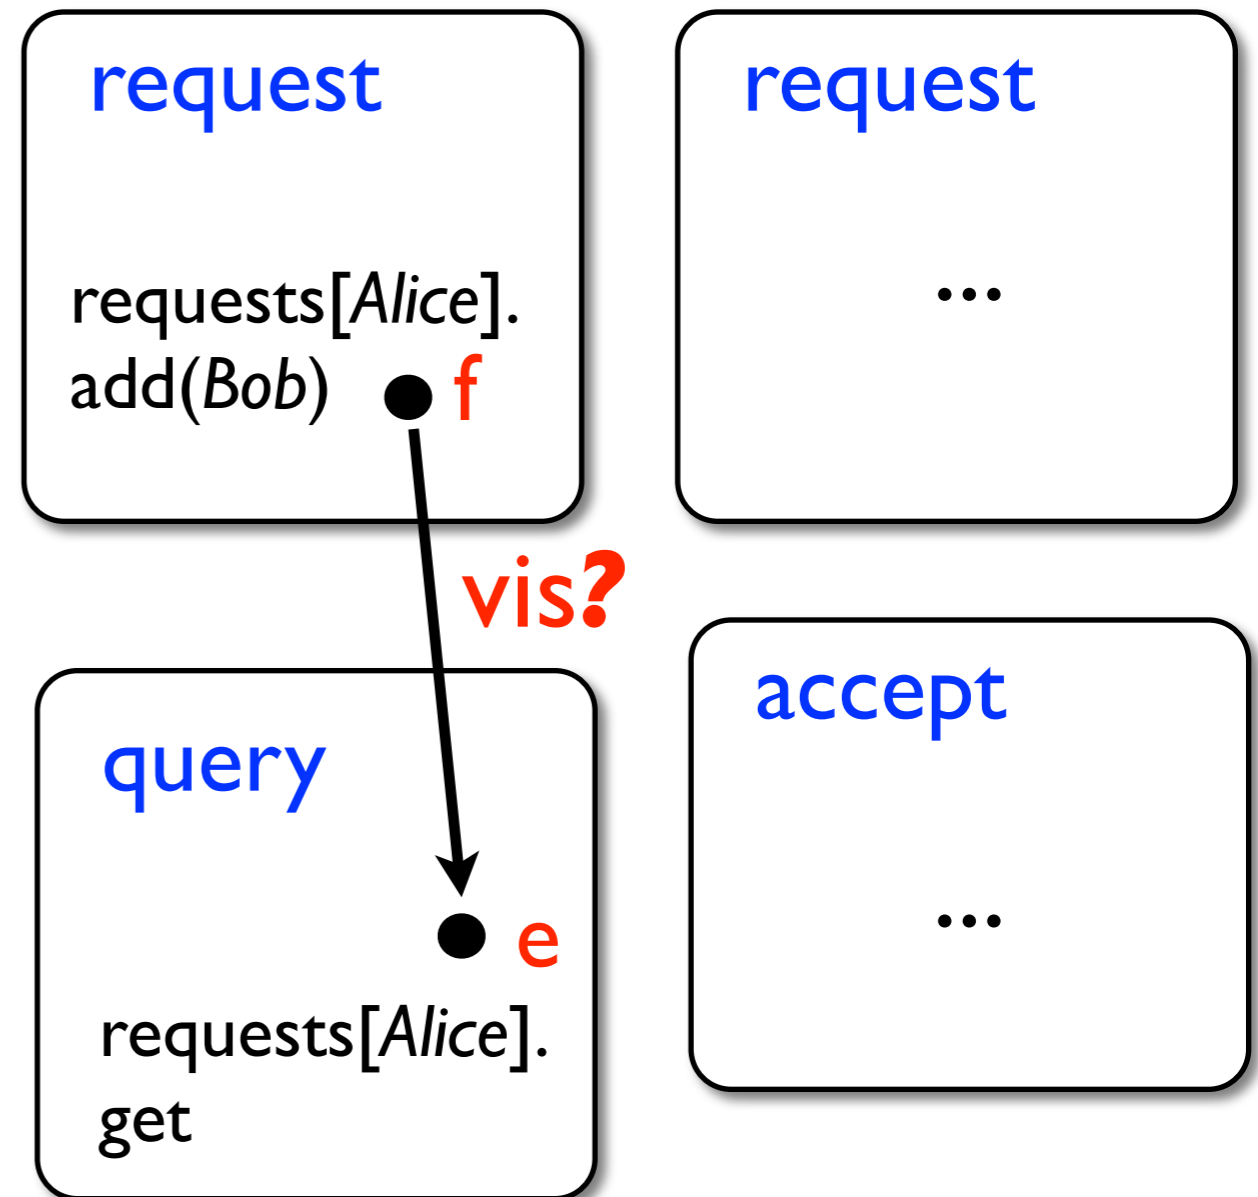 request
requests[Alice].
add(Bob)
f
request
...
vis?
query
e
requests[Alice].
get
accept
...